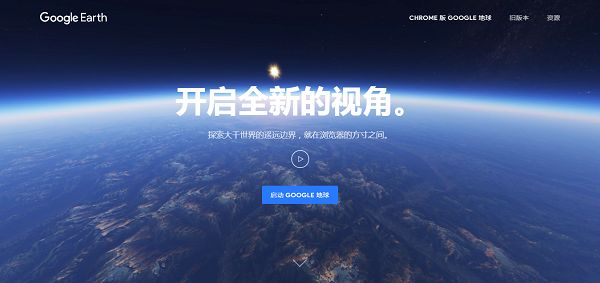 Google Earth
CHROME 版 GOOGLE 地球
旧版本
资源
开启全新的视角。
探索大千世界的遥远边界，就在浏览器的方寸之间。
启动 GOOGLE 地球